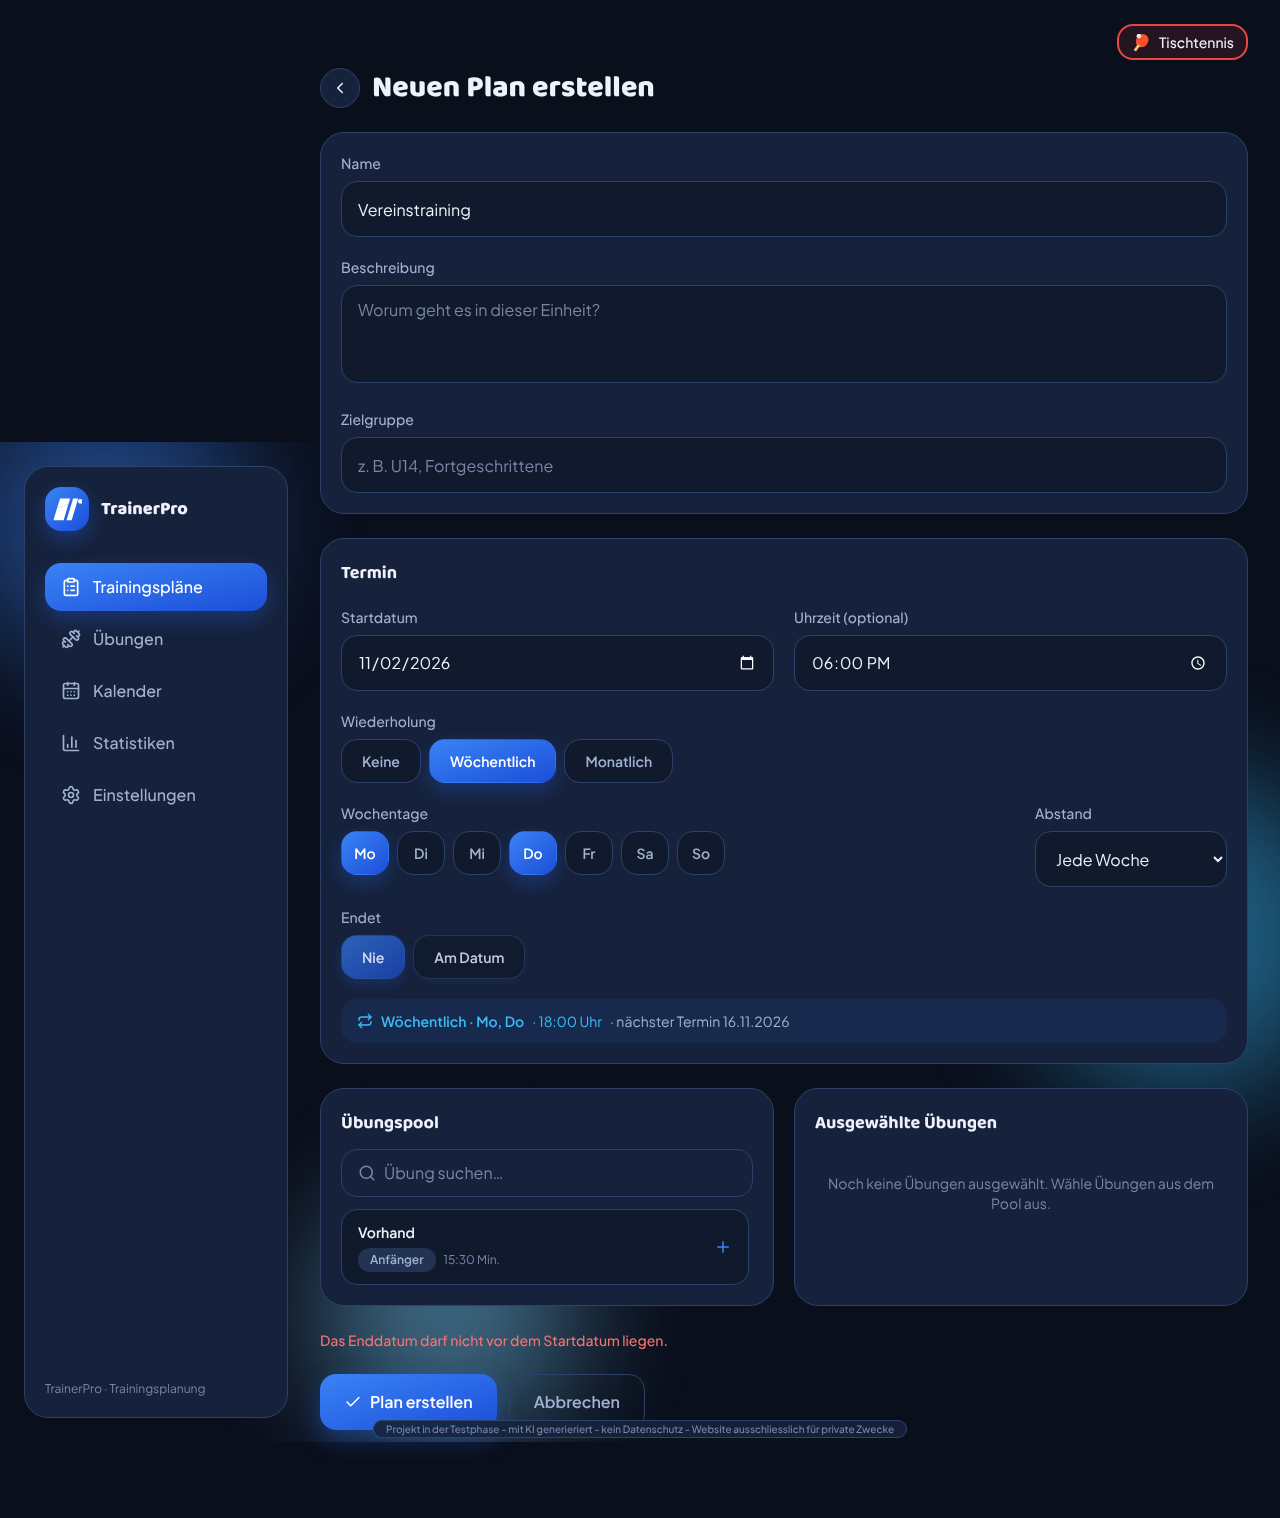 Tischtennis
Neuen Plan erstellen
Name
Vereinstraining
Beschreibung
Worum geht es in dieser Einheit?
Zielgruppe
z. B. U14, Fortgeschrittene
TrainerPro
Trainingspläne
Übungen
Kalender
Statistiken
Einstellungen
TrainerPro · Trainingsplanung
Termin
Startdatum
Uhrzeit (optional)
11/02/2026
06:00 PM
Wiederholung
Keine
Wöchentlich
Monatlich
Wochentage
Abstand
Mo
Di
Mi
Do
Fr
Sa
So
Jede Woche
Endet
Nie
Am Datum
Wöchentlich · Mo, Do · 18:00 Uhr · nächster Termin 16.11.2026
Übungspool
Übung suchen...
Vorhand
Anfänger
15:30 Min.
Ausgewählte Übungen
Noch keine Übungen ausgewählt. Wähle Übungen aus dem
Pool aus.
Das Enddatum darf nicht vor dem Startdatum liegen.
Plan erstellen
Abbrechen
Projekt in der Testphase – mit KI generieriert – kein Datenschutz – Website ausschliesslich für private Zwecke